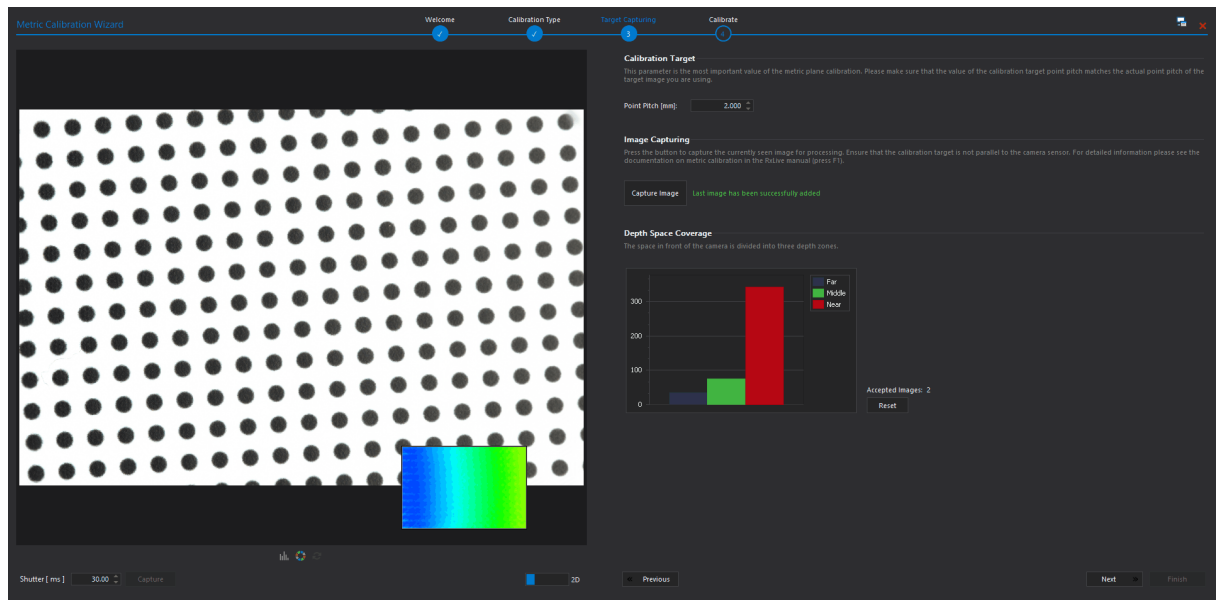 Metric Calibration Wizard
Welcome
Calibration Type
Target Capturing
Calibrate
3
4
Calibration Target
This parameter is the most important value of the metric plane calibration. Please make sure that the value of the calibration target point pitch matches the actual point pitch of the
target image you are using.
Point Pitch [mm]: 2.000
Image Capturing
Press the button to capture the currently seen image for processing. Ensure that the calibration target is not parallel to the camera sensor. For detailed information please see the
documentation on metric calibration in the RxLive manual (press F1).
Capture Image Last image has been successfully added
Depth Space Coverage
The space in front of the camera is divided into three depth zones.
Far
Middle
Near
300
200
100
0
Accepted Images: 2
Reset
Shutter [ ms ] 30.00 Capture
2D
Previous
Next
Finish